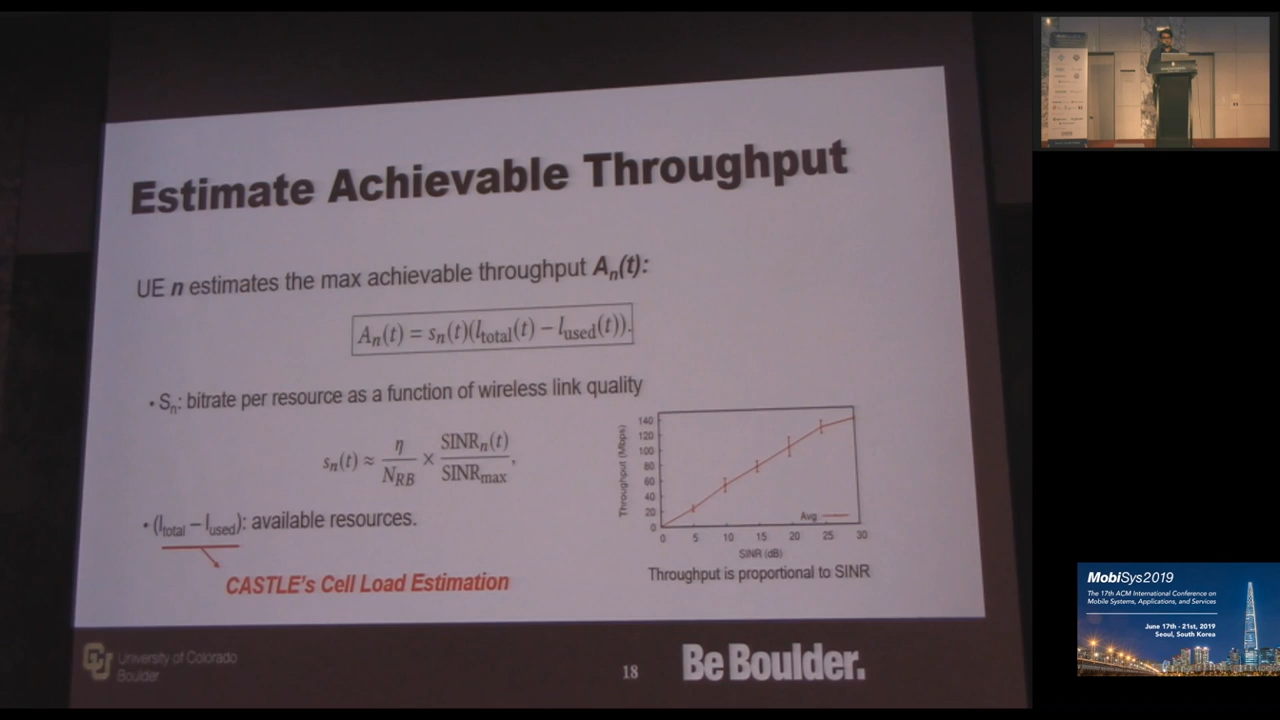 Estimate Achievable Throughput
UE n estimates the max achievable throughput Aₙ(t):
Aₙ(t) = sₙ(t)(l_total(t) − l_used(t)).
• Sₙ: bitrate per resource as a function of wireless link quality
sₙ(t) ≈ η/N_RB × SINRₙ(t)/SINR_max,
• (l_total − l_used): available resources.
CASTLE's Cell Load Estimation
Throughput (Mbps)
140
120
100
80
60
40
20
0
Avg
0 5 10 15 20 25 30
SINR (dB)
Throughput is proportional to SINR
CU
University of Colorado
Boulder
18
Be Boulder.
MobiSys2019
The 17th ACM International Conference on
Mobile Systems, Applications, and Services
June 17th - 21st, 2019
Seoul, South Korea